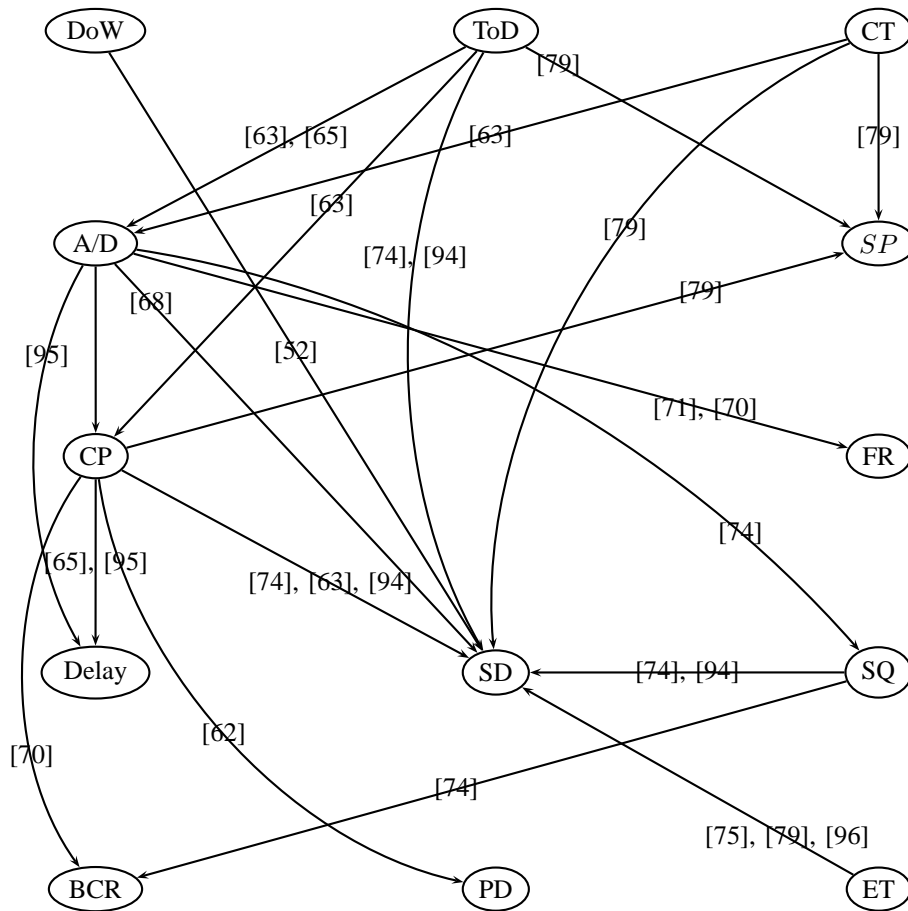 DoW
ToD
CT
[79]
[63], [65]
[63]
[79]
[63]
A/D
[74], [94]
[79]
SP
[68]
[79]
[95]
[52]
[71], [70]
CP
FR
[74]
[65], [95]
[74], [63], [94]
Delay
SD
[74], [94]
SQ
[70]
[62]
[74]
[75], [79], [96]
BCR
PD
ET